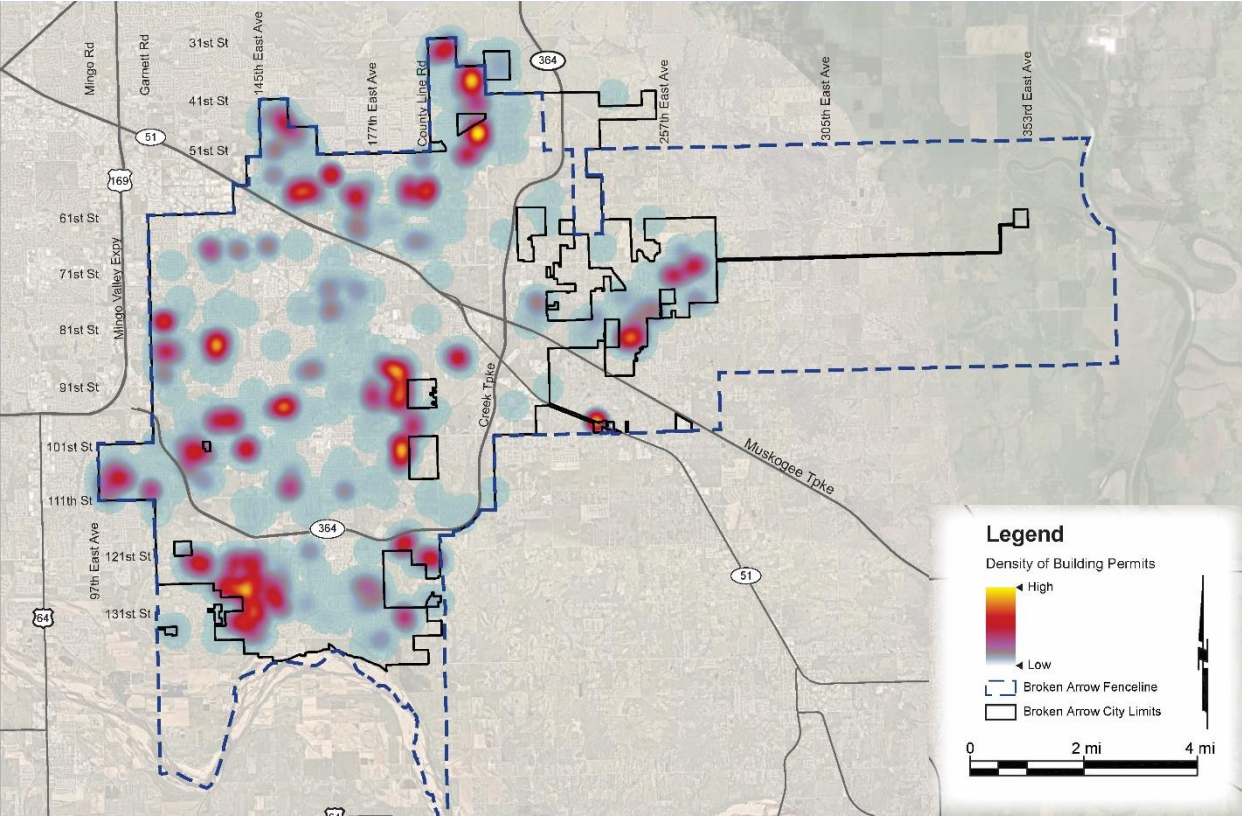 31st St
41st St
51st St
61st St
71st St
81st St
91st St
101st St
111th St
121st St
131st St
Mingo Rd
Garnett Rd
145th East Ave
177th East Ave
County Line Rd
257th East Ave
305th East Ave
353rd East Ave
Mingo Valley Expy
97th East Ave
Creek Tpke
Muskogee Tpke
364
51
169
364
51
64
Legend
Density of Building Permits
High
Low
Broken Arrow Fenceline
Broken Arrow City Limits
0 2 mi 4 mi